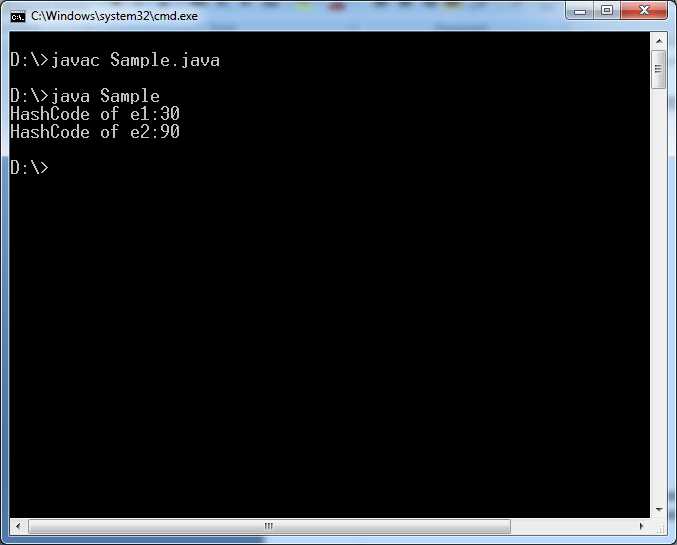 C:\Windows\system32\cmd.exe
D:\>javac Sample.java
D:\>java Sample
HashCode of e1:30
HashCode of e2:90
D:\>